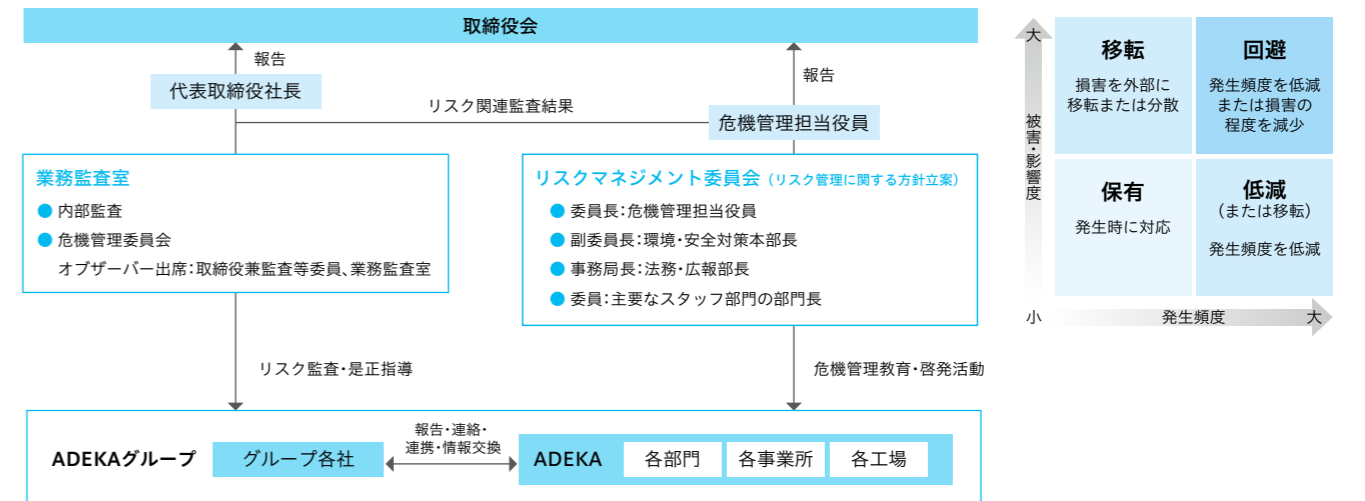 取締役会
報告
代表取締役社長
リスク関連監査結果
報告
危機管理担当役員
業務監査室
● 内部監査
● 危機管理委員会
オブザーバー出席：取締役兼監査等委員、業務監査室
リスクマネジメント委員会（リスク管理に関する方針立案）
● 委員長：危機管理担当役員
● 副委員長：環境・安全対策本部長
● 事務局長：法務・広報部長
● 委員：主要なスタッフ部門の部門長
リスク監査・是正指導
危機管理教育・啓発活動
ADEKAグループ
グループ各社
報告・連絡・
連携・情報交換
ADEKA
各部門
各事業所
各工場
大
被害・影響度
小
発生頻度
大
移転
損害を外部に
移転または分散
回避
発生頻度を低減
または損害の
程度を減少
保有
発生時に対応
低減
（または移転）
発生頻度を低減